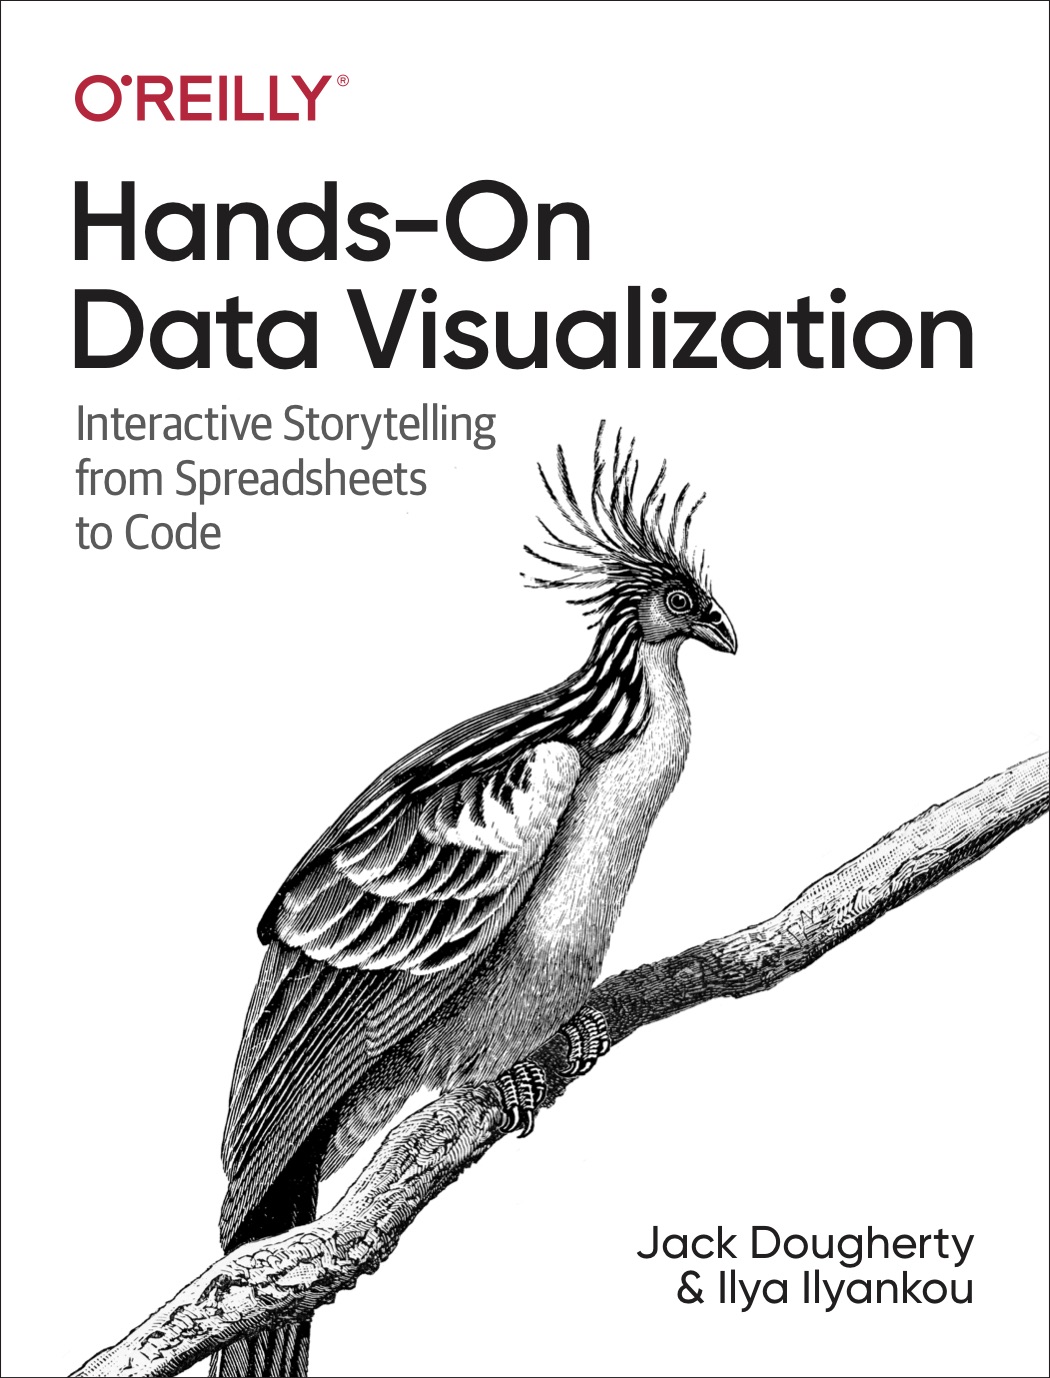 O'REILLY®
Hands-On
Data Visualization
Interactive Storytelling
from Spreadsheets
to Code
Jack Dougherty
& Ilya Ilyankou